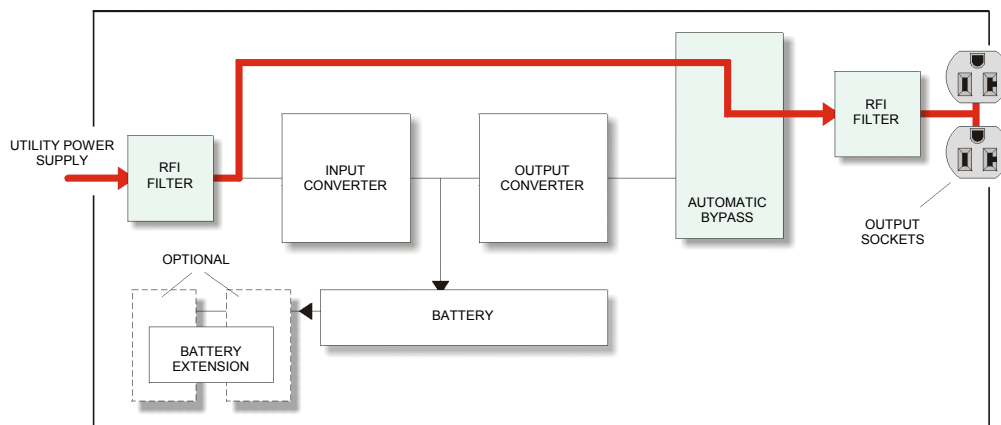 UTILITY POWER
SUPPLY
RFI
FILTER
INPUT
CONVERTER
OUTPUT
CONVERTER
AUTOMATIC
BYPASS
RFI
FILTER
OUTPUT
SOCKETS
OPTIONAL
BATTERY
EXTENSION
BATTERY